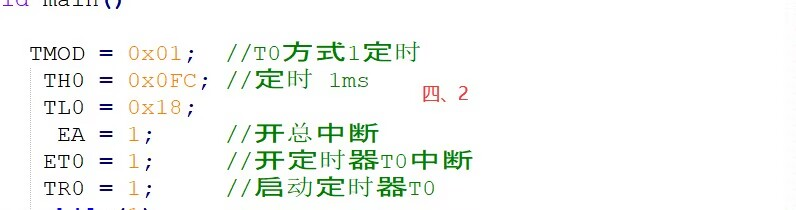 id main()
TMOD = 0x01; //T0方式1定时
TH0 = 0x0FC; //定时 1ms
四、2
TL0 = 0x18;
EA = 1; //开总中断
ET0 = 1; //开定时器T0中断
TR0 = 1; //启动定时器T0